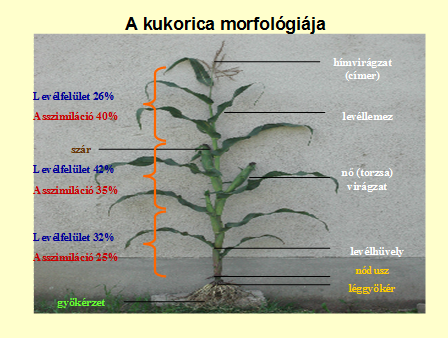 A kukorica morfológiája
hímvirágzat
(címer)
Levélfelület 26%
Asszimiláció 40%
levéllemez
szár
Levélfelület 42%
Asszimiláció 35%
nő (torzsa)
virágzat
Levélfelület 32%
Asszimiláció 25%
levélhüvely
nódusz
léggyökér
gyökérzet